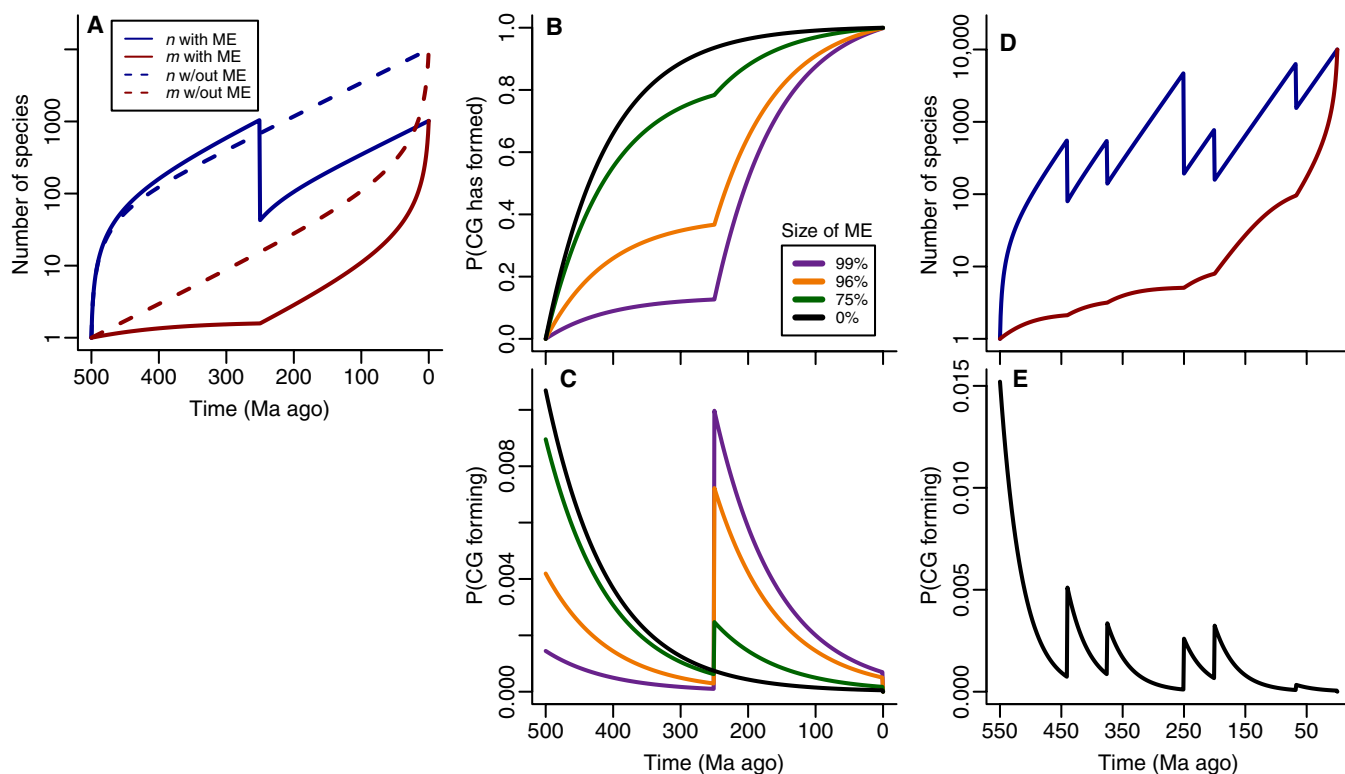 A
n with ME
m with ME
n w/out ME
m w/out ME
Number of species
1000
100
10
1
500 400 300 200 100 0
Time (Ma ago)
B
P(CG has formed)
1.0
0.8
0.6
0.4
0.2
0.0
Size of ME
99%
96%
75%
0%
C
P(CG forming)
0.008
0.004
0.000
500 400 300 200 100 0
Time (Ma ago)
D
Number of species
10,000
1000
100
10
1
E
P(CG forming)
0.015
0.010
0.005
0.000
550 450 350 250 150 50
Time (Ma ago)